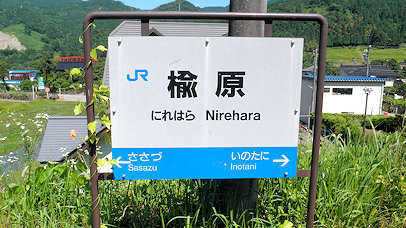 JR 楡原
にれはら Nirehara
ささづ いのたに
Sasazu Inotani